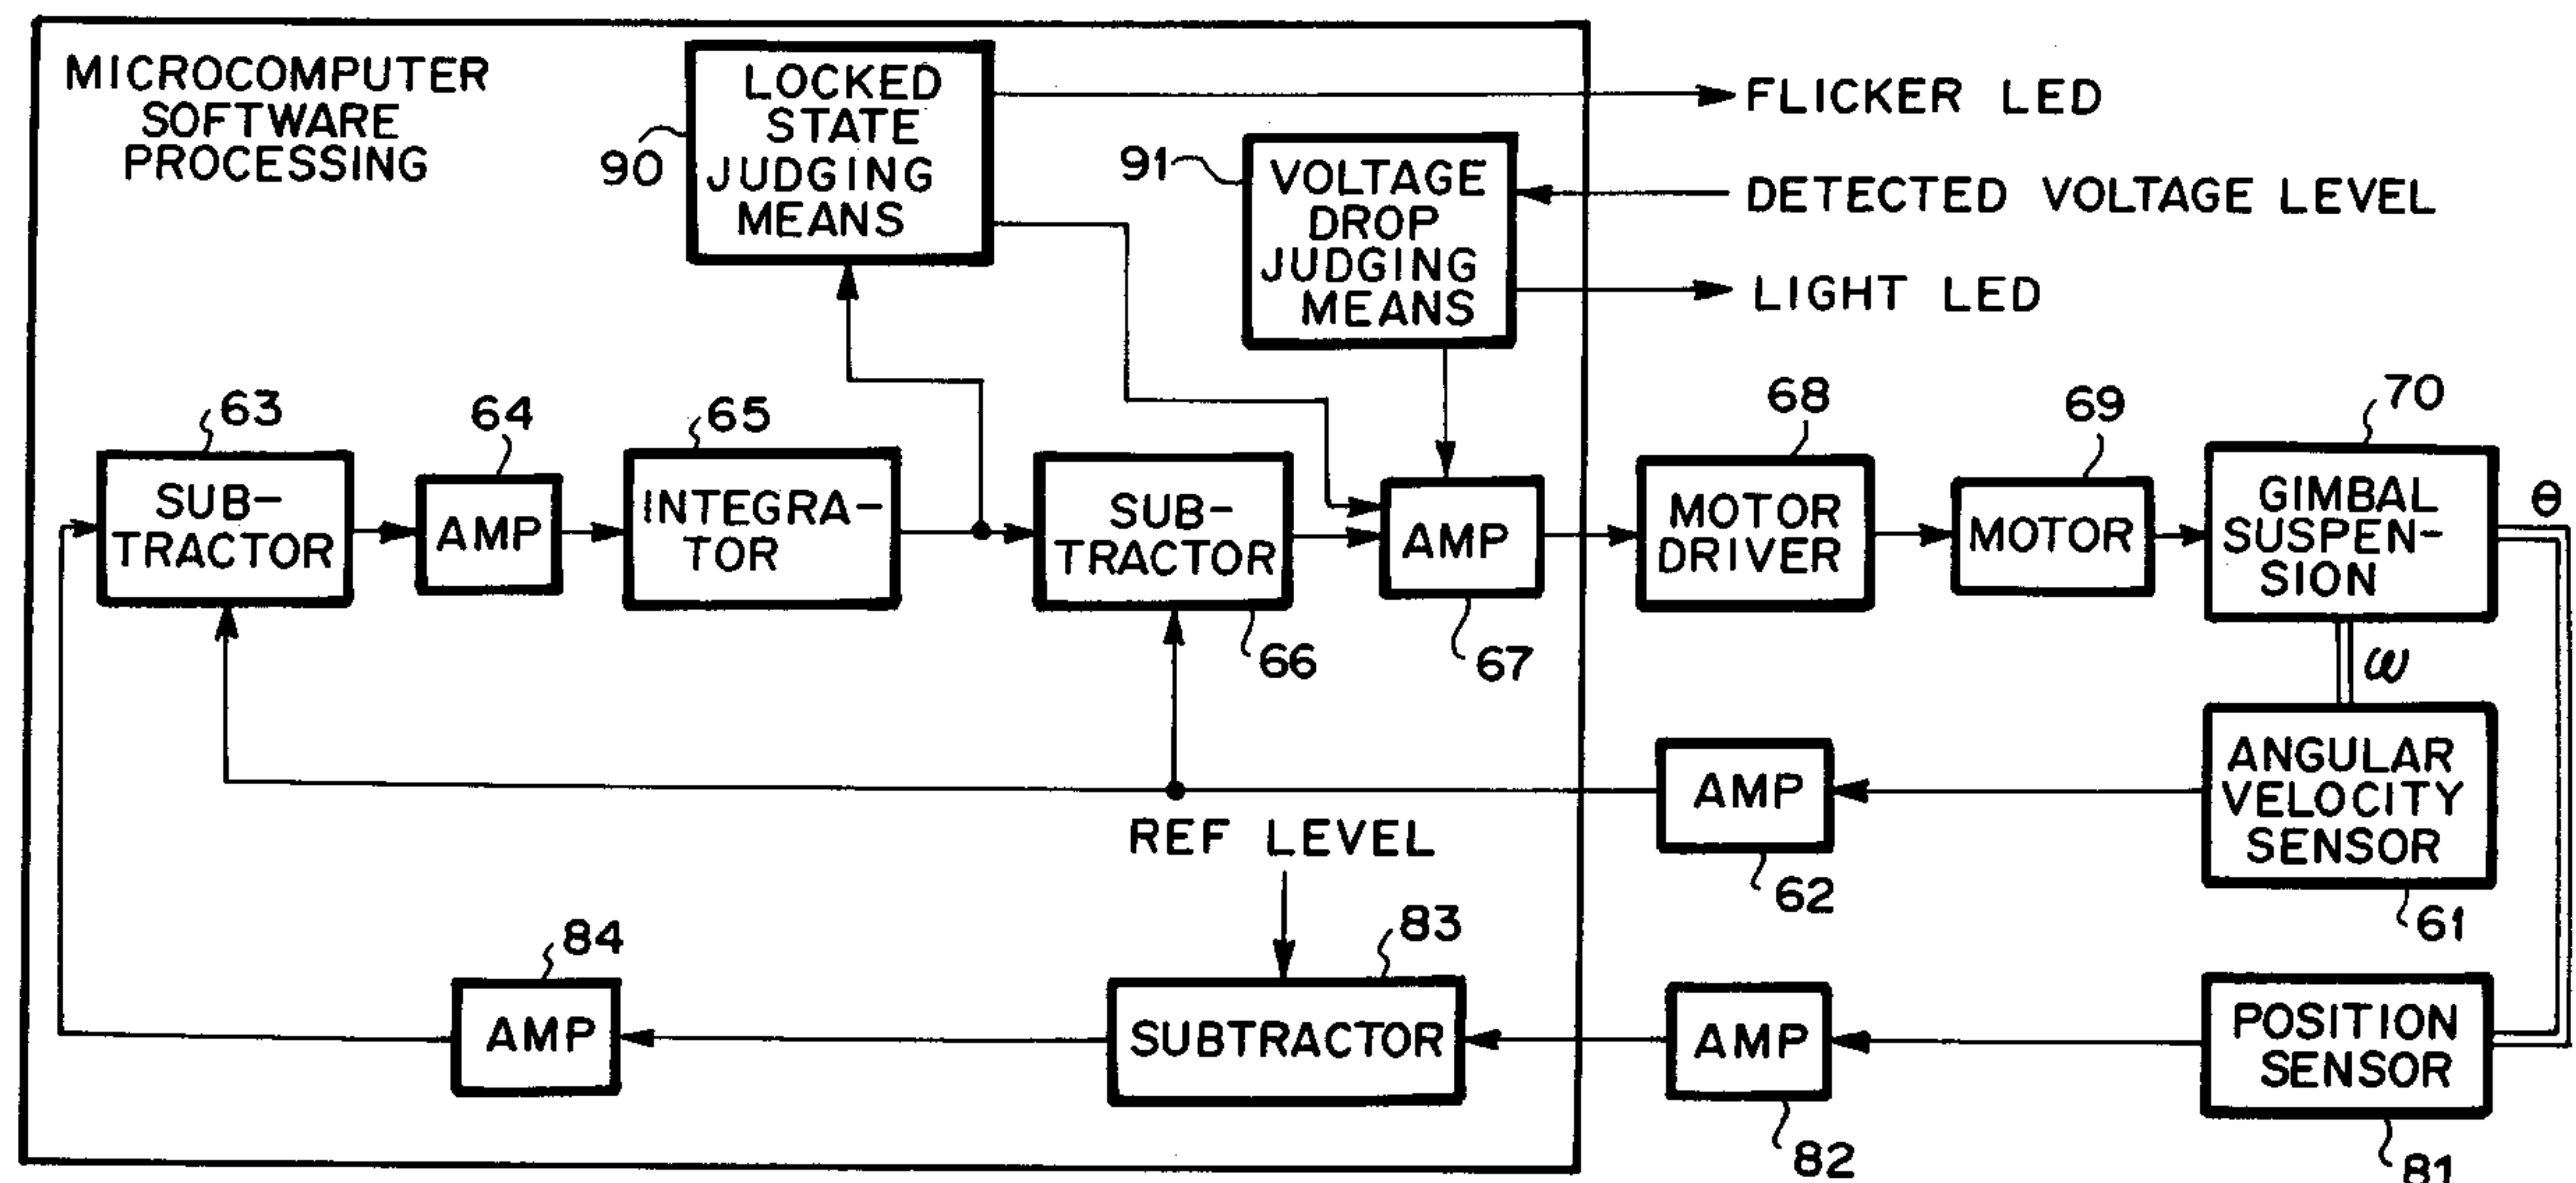 MICROCOMPUTER
SOFTWARE
PROCESSING
90
LOCKED
STATE
JUDGING
MEANS
FLICKER LED
91
VOLTAGE
DROP
JUDGING
MEANS
DETECTED VOLTAGE LEVEL
LIGHT LED
63
SUB-
TRACTOR
64
AMP
65
INTEGRA-
TOR
SUB-
TRACTOR
66
AMP
67
68
MOTOR
DRIVER
69
MOTOR
70
GIMBAL
SUSPEN-
SION
θ
ω
AMP
62
ANGULAR
VELOCITY
SENSOR
61
REF LEVEL
84
AMP
83
SUBTRACTOR
AMP
82
POSITION
SENSOR
81